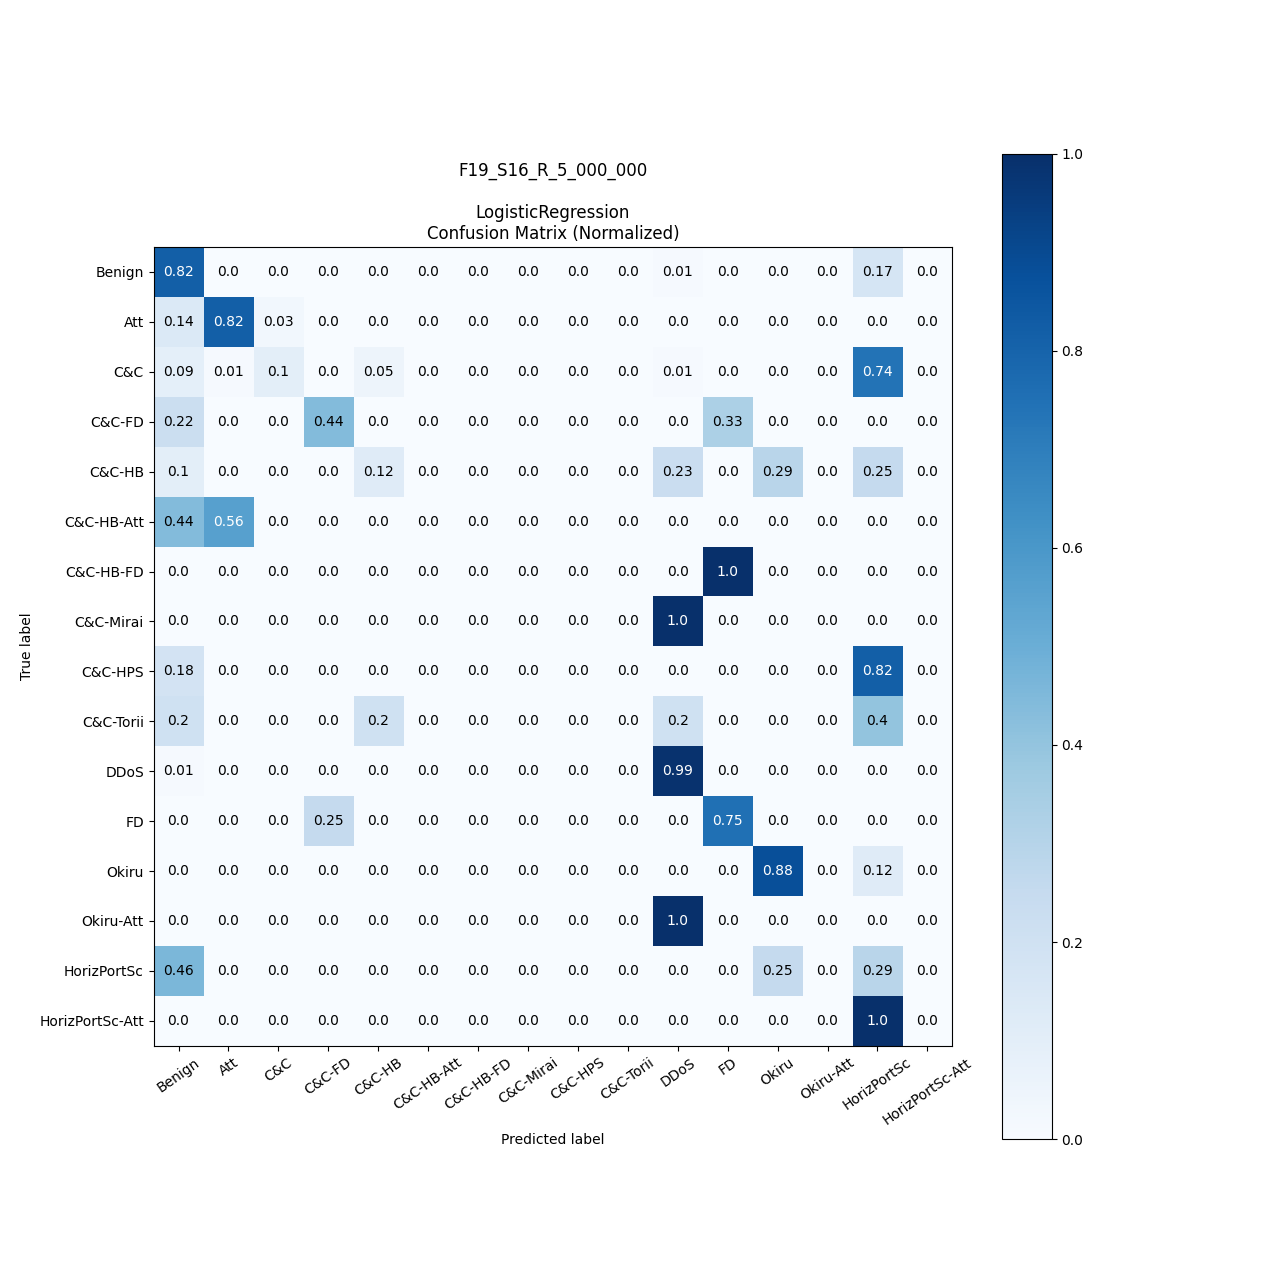 F19_S16_R_5_000_000
LogisticRegression
Confusion Matrix (Normalized)
1.0
0.8
0.6
0.4
0.2
0.0
True label
Benign 0.82 0.0 0.0 0.0 0.0 0.0 0.0 0.0 0.0 0.0 0.01 0.0 0.0 0.0 0.17 0.0
Att 0.14 0.82 0.03 0.0 0.0 0.0 0.0 0.0 0.0 0.0 0.0 0.0 0.0 0.0 0.0 0.0
C&C 0.09 0.01 0.1 0.0 0.05 0.0 0.0 0.0 0.0 0.0 0.01 0.0 0.0 0.0 0.74 0.0
C&C-FD 0.22 0.0 0.0 0.44 0.0 0.0 0.0 0.0 0.0 0.0 0.0 0.33 0.0 0.0 0.0 0.0
C&C-HB 0.1 0.0 0.0 0.0 0.12 0.0 0.0 0.0 0.0 0.0 0.23 0.0 0.29 0.0 0.25 0.0
C&C-HB-Att 0.44 0.56 0.0 0.0 0.0 0.0 0.0 0.0 0.0 0.0 0.0 0.0 0.0 0.0 0.0 0.0
C&C-HB-FD 0.0 0.0 0.0 0.0 0.0 0.0 0.0 0.0 0.0 0.0 0.0 1.0 0.0 0.0 0.0 0.0
C&C-Mirai 0.0 0.0 0.0 0.0 0.0 0.0 0.0 0.0 0.0 0.0 1.0 0.0 0.0 0.0 0.0 0.0
C&C-HPS 0.18 0.0 0.0 0.0 0.0 0.0 0.0 0.0 0.0 0.0 0.0 0.0 0.0 0.0 0.82 0.0
C&C-Torii 0.2 0.0 0.0 0.0 0.2 0.0 0.0 0.0 0.0 0.0 0.2 0.0 0.0 0.0 0.4 0.0
DDoS 0.01 0.0 0.0 0.0 0.0 0.0 0.0 0.0 0.0 0.0 0.99 0.0 0.0 0.0 0.0 0.0
FD 0.0 0.0 0.0 0.25 0.0 0.0 0.0 0.0 0.0 0.0 0.0 0.75 0.0 0.0 0.0 0.0
Okiru 0.0 0.0 0.0 0.0 0.0 0.0 0.0 0.0 0.0 0.0 0.0 0.0 0.88 0.0 0.12 0.0
Okiru-Att 0.0 0.0 0.0 0.0 0.0 0.0 0.0 0.0 0.0 0.0 1.0 0.0 0.0 0.0 0.0 0.0
HorizPortSc 0.46 0.0 0.0 0.0 0.0 0.0 0.0 0.0 0.0 0.0 0.0 0.0 0.25 0.0 0.29 0.0
HorizPortSc-Att 0.0 0.0 0.0 0.0 0.0 0.0 0.0 0.0 0.0 0.0 0.0 0.0 0.0 0.0 1.0 0.0
Benign Att C&C C&C-FD C&C-HB C&C-HB-Att C&C-HB-FD C&C-Mirai C&C-HPS C&C-Torii DDoS FD Okiru Okiru-Att HorizPortSc HorizPortSc-Att
Predicted label